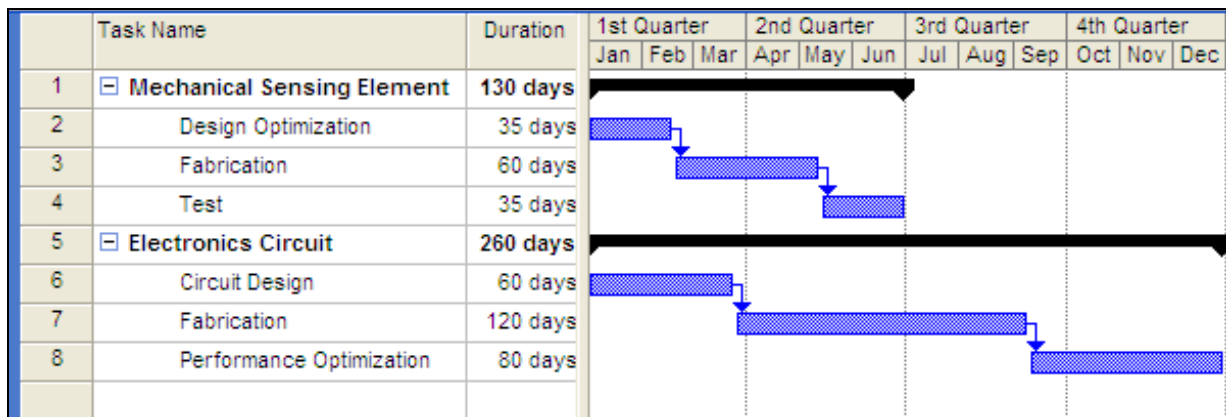 Task Name Duration 1st Quarter 2nd Quarter 3rd Quarter 4th Quarter
Jan Feb Mar Apr May Jun Jul Aug Sep Oct Nov Dec
1 Mechanical Sensing Element 130 days
2 Design Optimization 35 days
3 Fabrication 60 days
4 Test 35 days
5 Electronics Circuit 260 days
6 Circuit Design 60 days
7 Fabrication 120 days
8 Performance Optimization 80 days